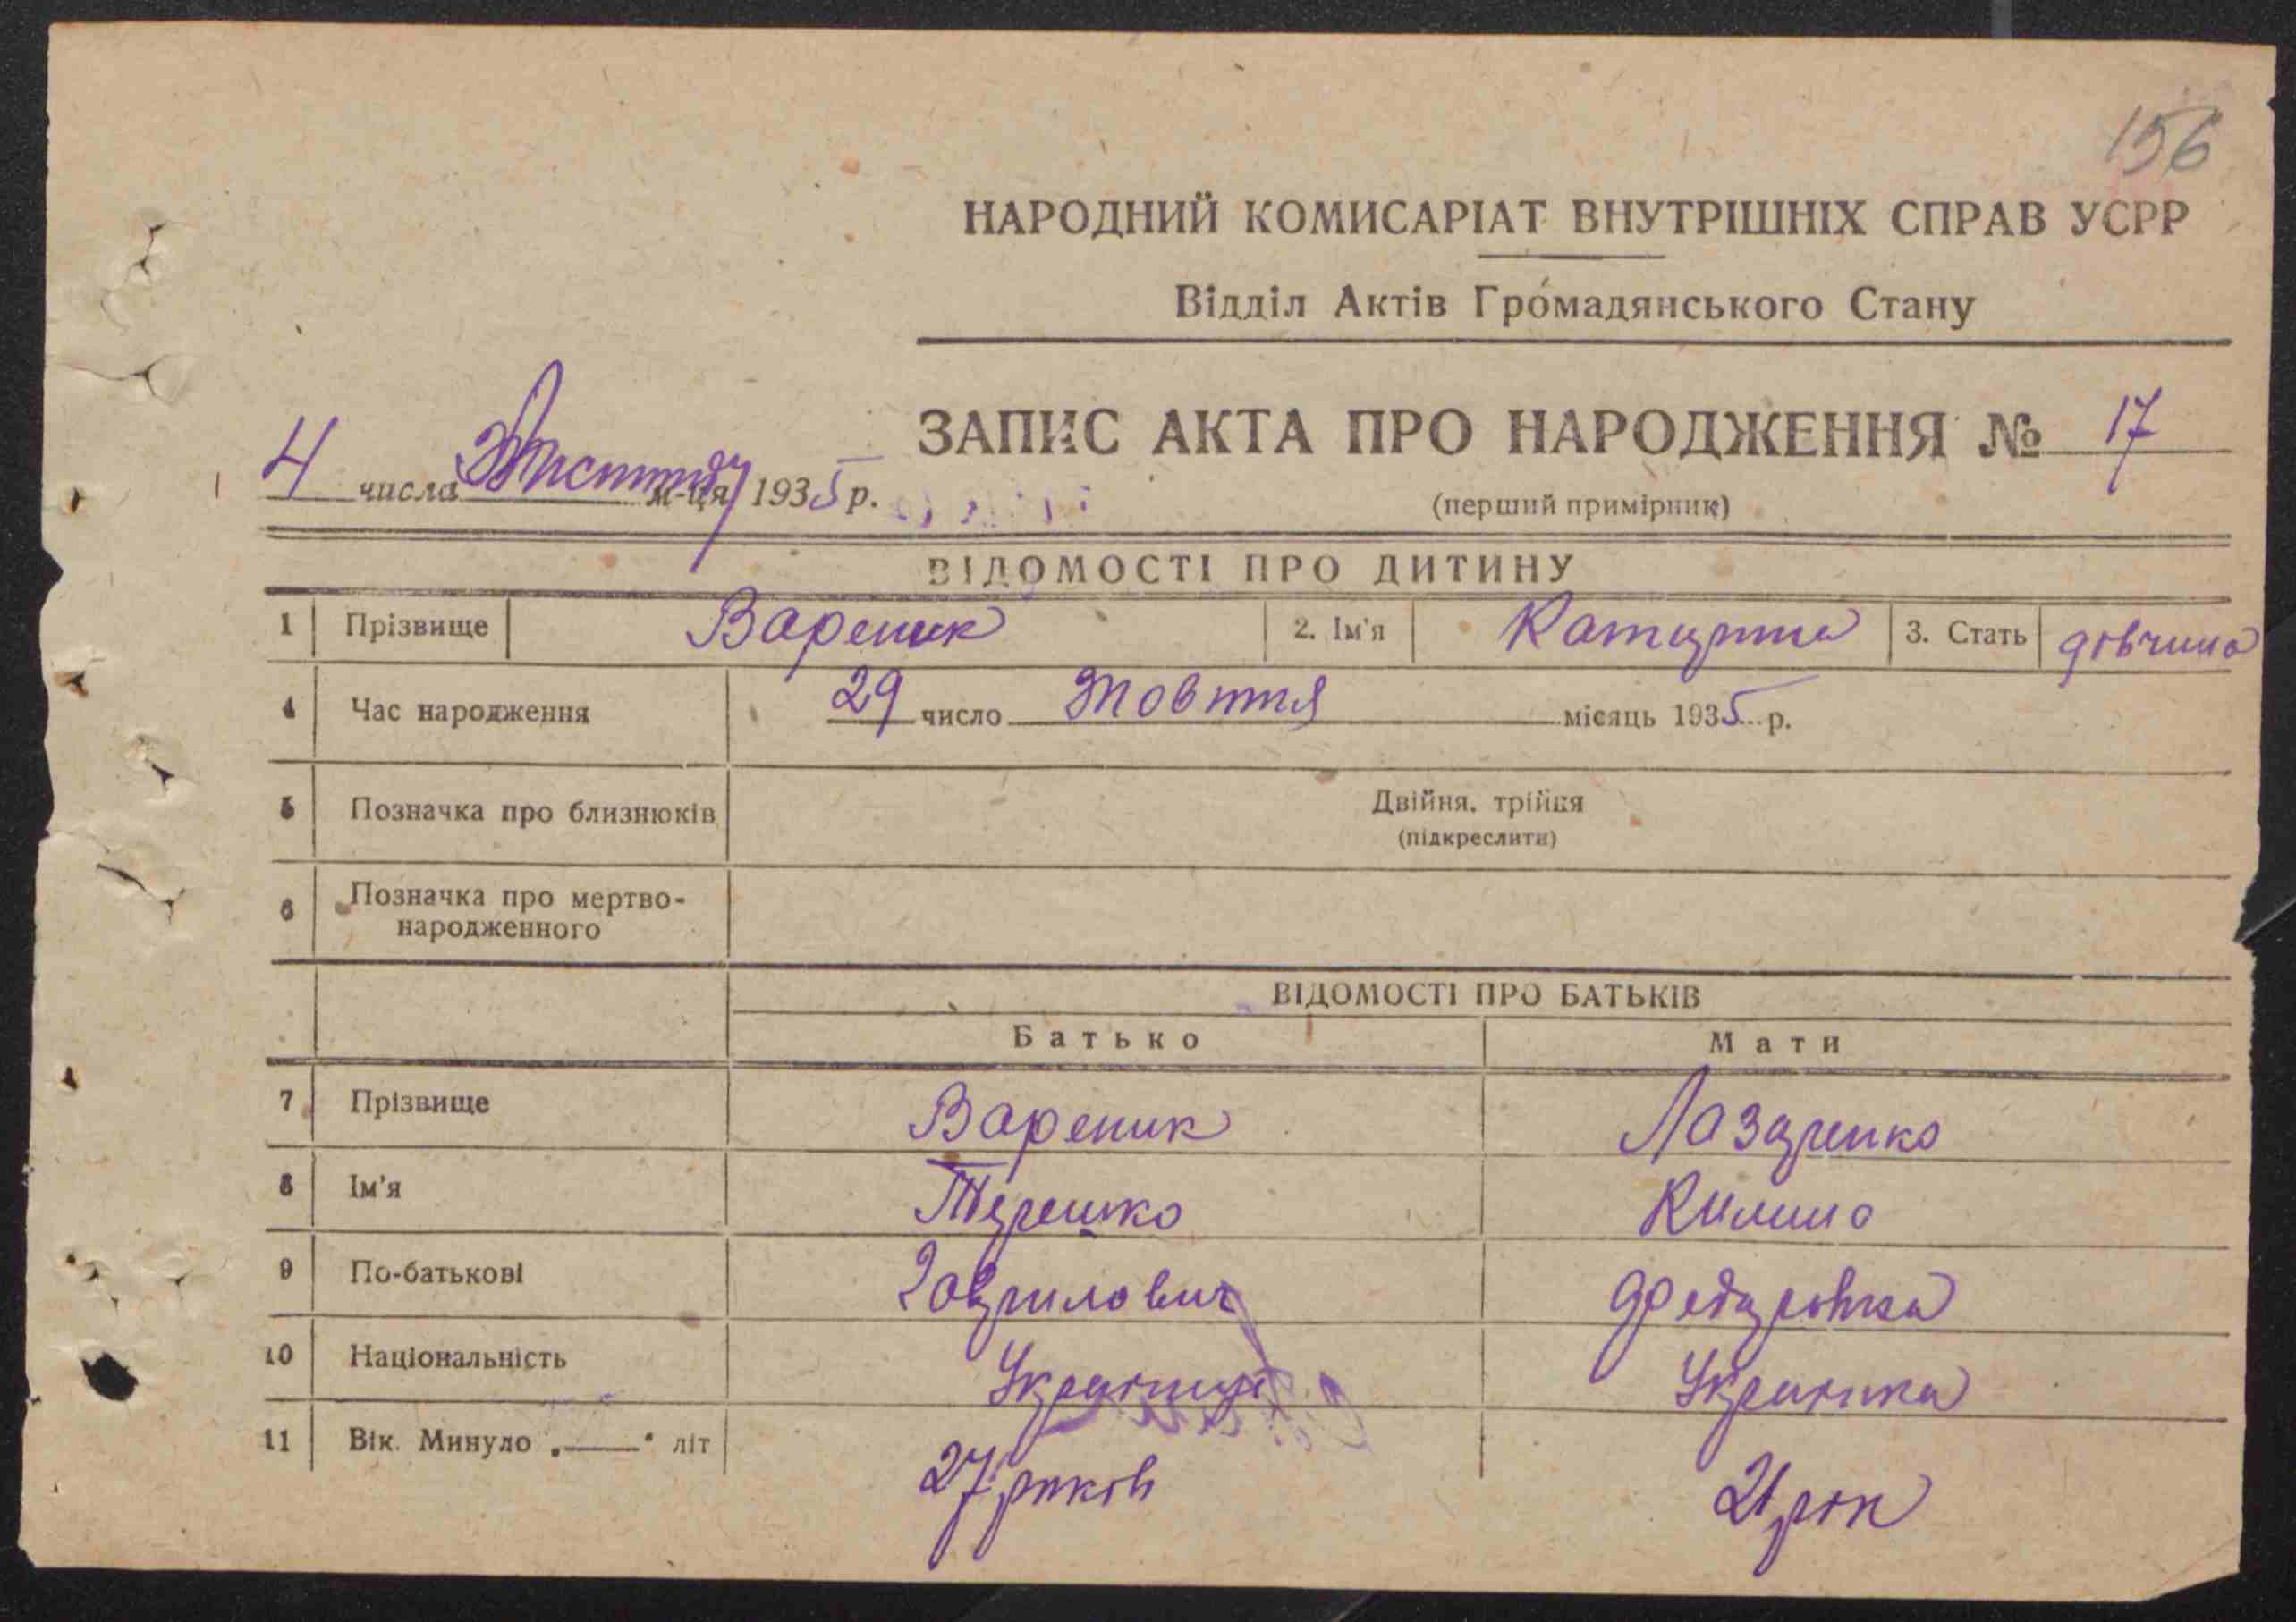 156
НАРОДНИЙ КОМИСАРІАТ ВНУТРІШНІХ СПРАВ УСРР
Відділ Актів Громадянського Стану
ЗАПИС АКТА ПРО НАРОДЖЕННЯ № 17
4 числа м-ця 1935 р.
(перший примірник)
ВІДОМОСТІ ПРО ДИТИНУ
1 Прізвище Вареник 2. Ім'я Катерина 3. Стать дівчина
4 Час народження 29 число Жовтня місяць 1935 р.
5 Позначка про близнюків Двійня, трійня
(підкреслити)
6 Позначка про мертво-
народженного
ВІДОМОСТІ ПРО БАТЬКІВ
Батько Мати
7 Прізвище Вареник Лазаренко
8 Ім'я Терешко Килина
9 По-батькові Гаврилович Федоровна
10 Національність Українець Українка
11 Вік. Минуло „—“ літ 27 років 21 рік